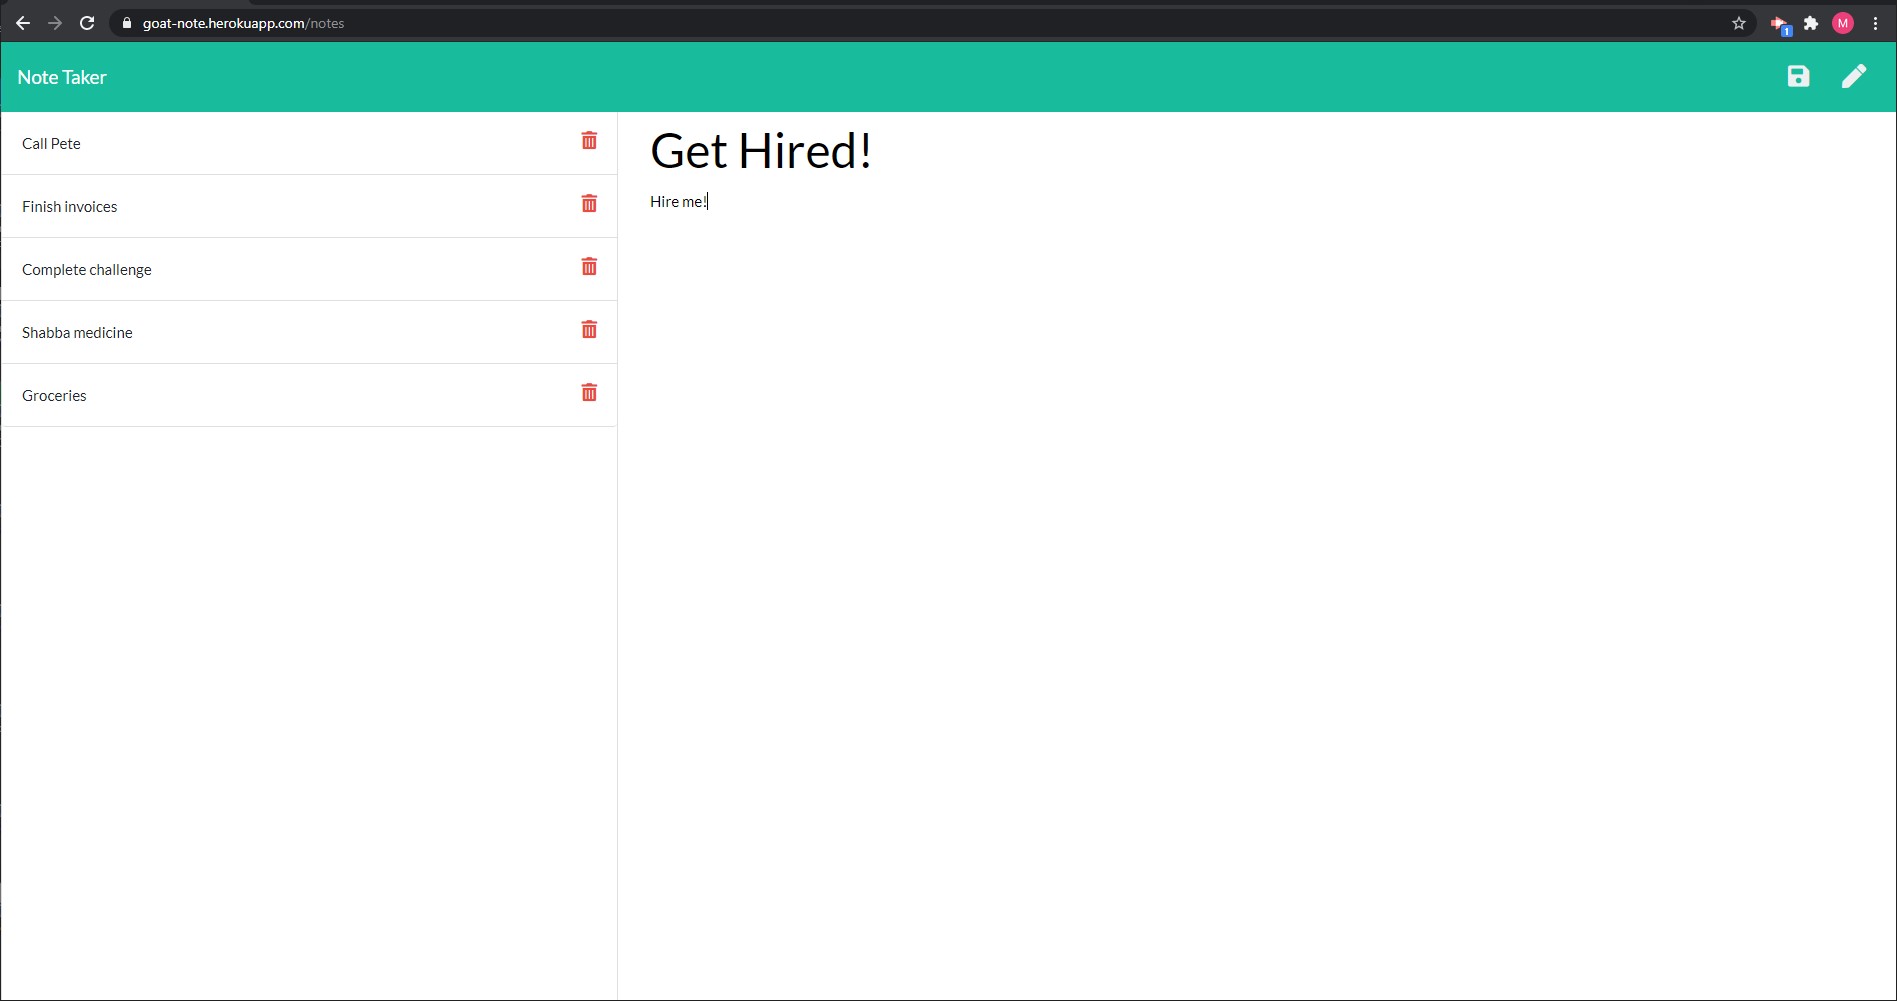 goat-note.herokuapp.com/notes
1
M
Note Taker
Call Pete
Finish invoices
Complete challenge
Shabba medicine
Groceries
Get Hired!
Hire me!